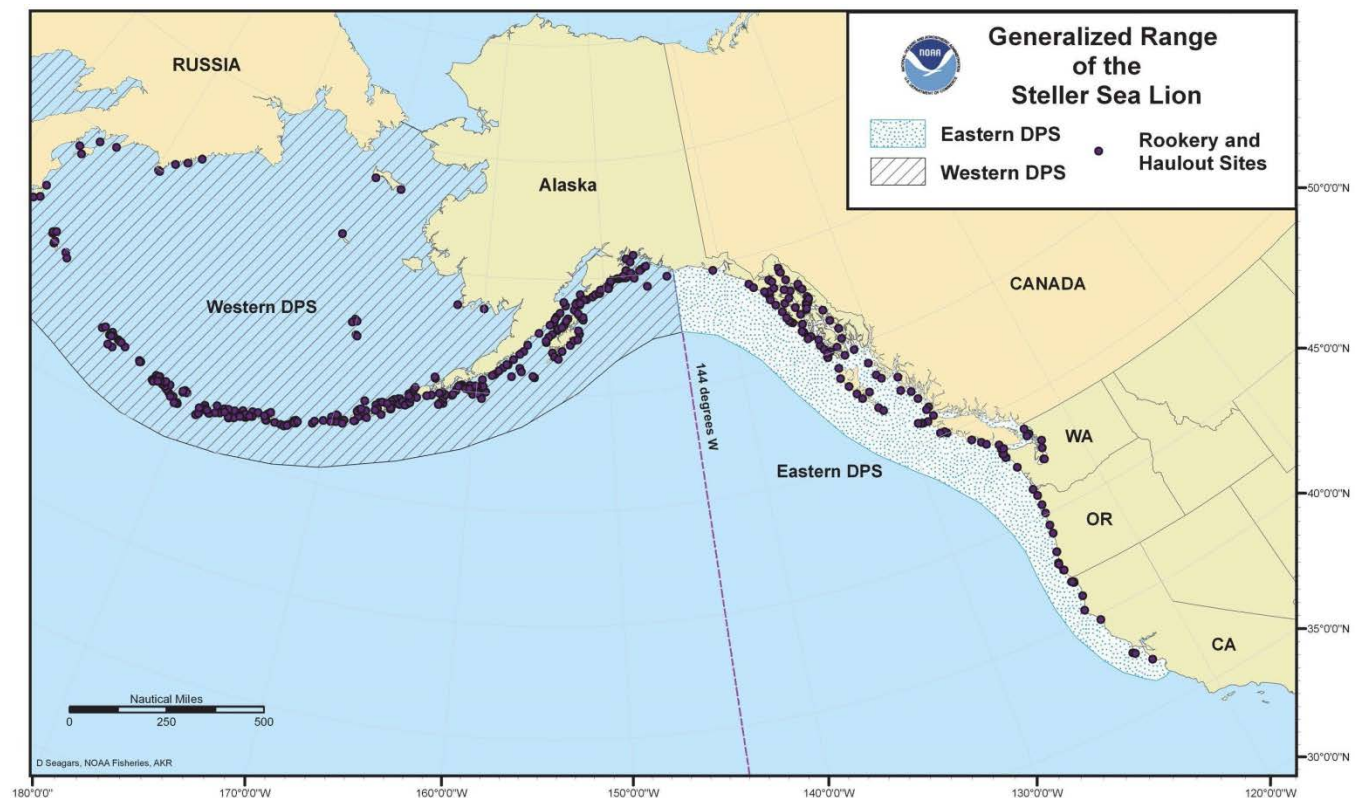 Generalized Range
of the
Steller Sea Lion
NOAA
Eastern DPS
Western DPS
Rookery and
Haulout Sites
RUSSIA
Alaska
CANADA
Western DPS
144 degrees W
Eastern DPS
WA
OR
CA
50°0'0"N
45°0'0"N
40°0'0"N
35°0'0"N
30°0'0"N
Nautical Miles
0 250 500
D Seagars, NOAA Fisheries, AKR
180°0'0" 170°0'0"W 160°0'0"W 150°0'0"W 140°0'0"W 130°0'0"W 120°0'0"W